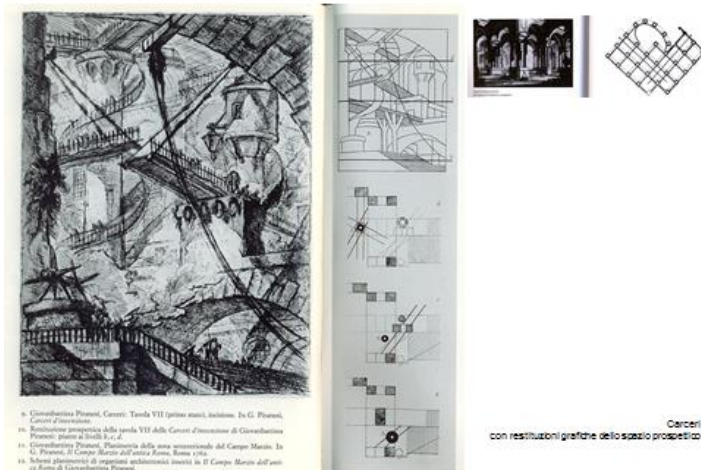 9. Giovanbattista Piranesi, Carceri: Tavola VII (primo stato), incisione. In G. Piranesi,
Carceri d'invenzione.
10. Restituzione prospettica della tavola VII delle Carceri d'invenzione di Giovanbattista
Piranesi: piante ai livelli b, c, d.
11. Giovanbattista Piranesi, Planimetria della zona settentrionale del Campo Marzio. In
G. Piranesi, Il Campo Marzio dell'antica Roma, Roma 1762.
12. Schemi planimetrici di organismi architettonici inseriti in Il Campo Marzio dell'anti-
ca Roma di Giovanbattista Piranesi.
Carceri
con restituzioni grafiche dello spazio prospettico